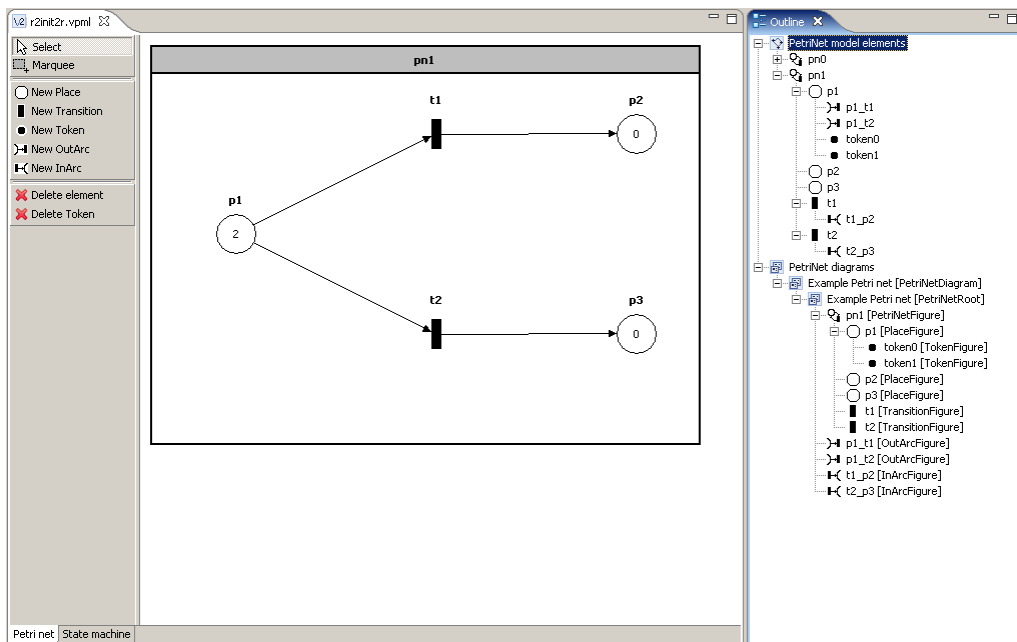 r2init2r.vpml
Select
Marquee
New Place
New Transition
New Token
New OutArc
New InArc
Delete element
Delete Token
pn1
t1
p2
0
p1
2
t2
p3
0
Petri net
State machine
Outline
PetriNet model elements
pn0
pn1
p1
p1_t1
p1_t2
token0
token1
p2
p3
t1
t1_p2
t2
t2_p3
PetriNet diagrams
Example Petri net [PetriNetDiagram]
Example Petri net [PetriNetRoot]
pn1 [PetriNetFigure]
p1 [PlaceFigure]
token0 [TokenFigure]
token1 [TokenFigure]
p2 [PlaceFigure]
p3 [PlaceFigure]
t1 [TransitionFigure]
t2 [TransitionFigure]
p1_t1 [OutArcFigure]
p1_t2 [OutArcFigure]
t1_p2 [InArcFigure]
t2_p3 [InArcFigure]